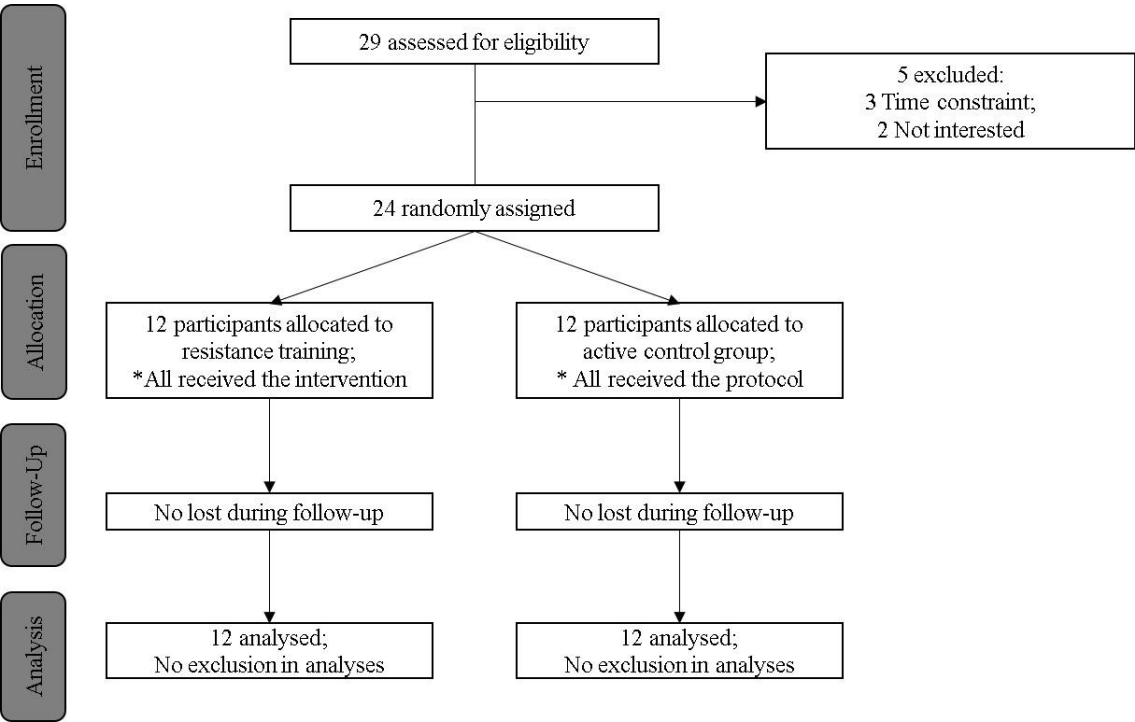 Enrollment
29 assessed for eligibility
5 excluded:
3 Time constraint;
2 Not interested
24 randomly assigned
Allocation
12 participants allocated to
resistance training;
*All received the intervention
12 participants allocated to
active control group;
* All received the protocol
Follow-Up
No lost during follow-up
No lost during follow-up
Analysis
12 analysed;
No exclusion in analyses
12 analysed;
No exclusion in analyses